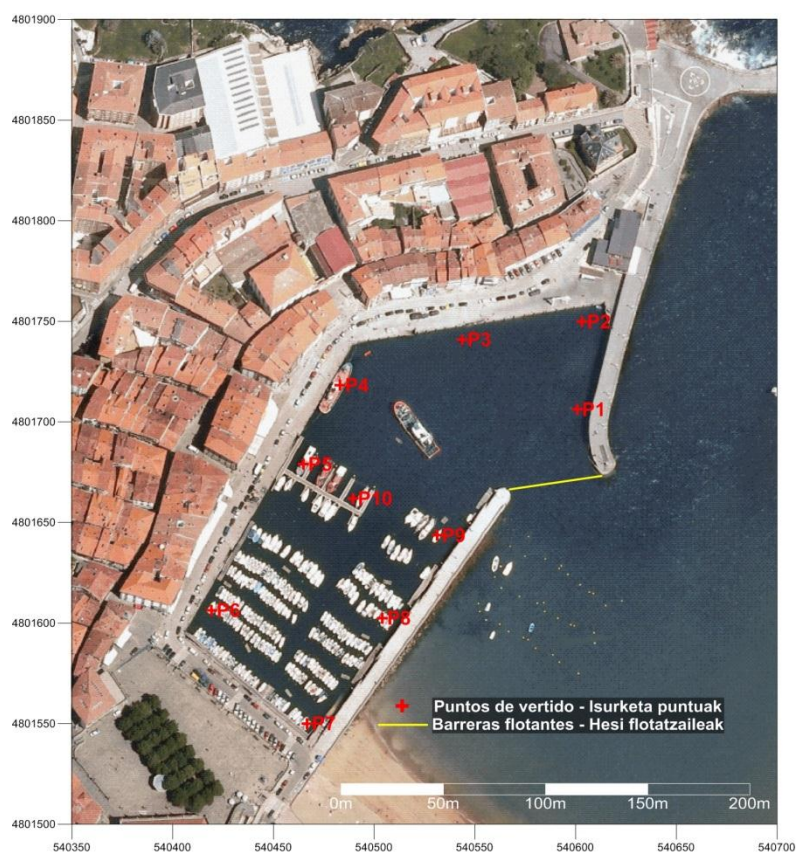 4801900
4801850
4801800
4801750
P2
P3
P4
4801700
P1
P5
P10
4801650
P9
P6
4801600
P8
Puntos de vertido - Isurketa puntuak
4801550
P7
Barreras flotantes - Hesi flotatzaileak
0m 50m 100m 150m 200m
4801500
540350 540400 540450 540500 540550 540600 540650 540700